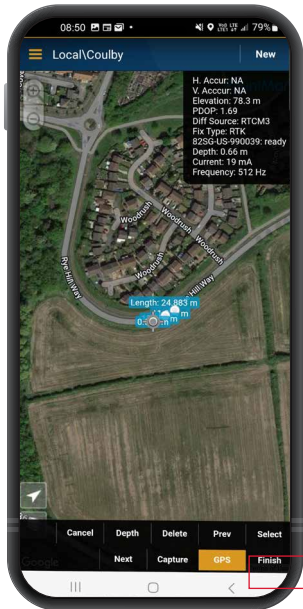 08:50 79%
Local\Coulby New
H. Accur: NA
V. Acccur: NA
Elevation: 78.3 m
PDOP: 1.69
Diff Source: RTCM3
Fix Type: RTK
82SG-US-990039: ready
Depth: 0.66 m
Current: 19 mA
Frequency: 512 Hz
Woodrush
Woodrush
Woodrush
Woodrush
Rye Hill Way
Hill Way
Length: 24.883 m
Cancel Depth Delete Prev Select
Next Capture GPS Finish
Google